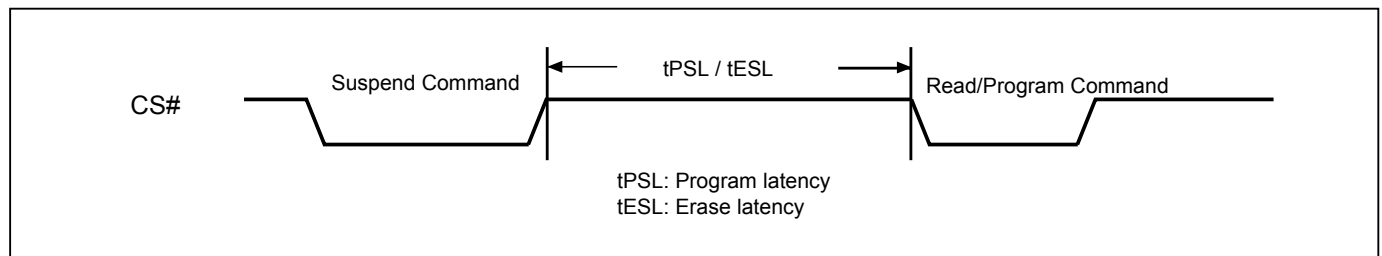 Suspend Command
tPSL / tESL
Read/Program Command
CS#
tPSL: Program latency
tESL: Erase latency